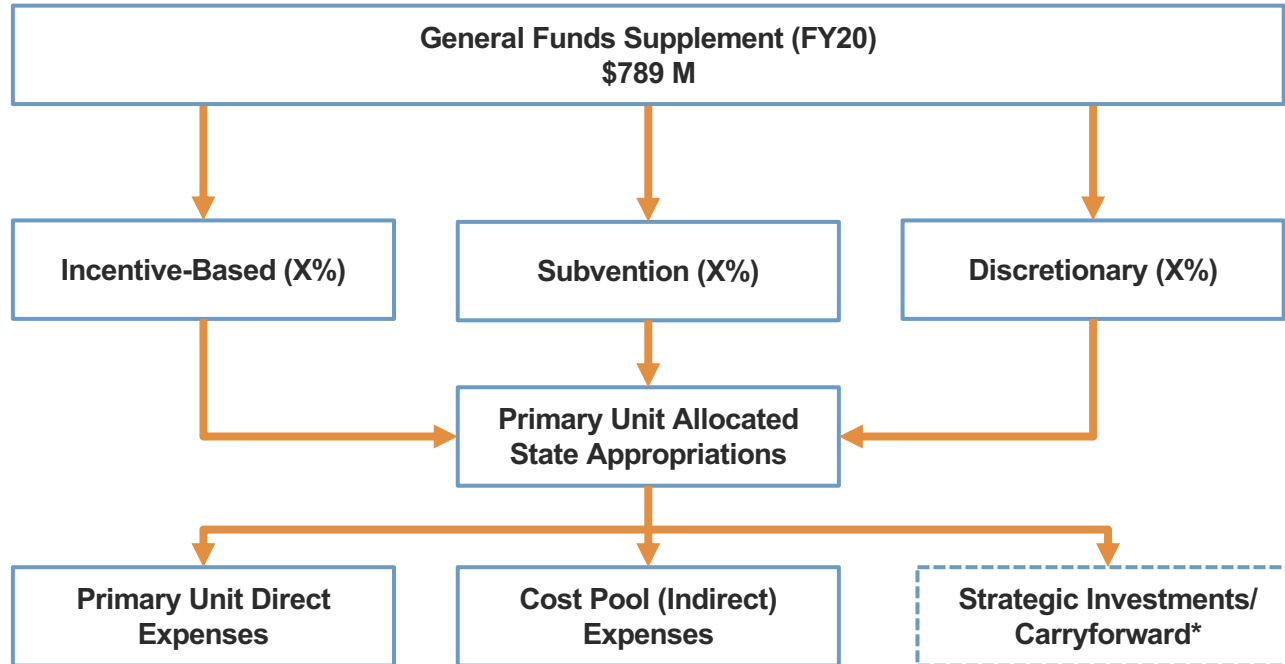 General Funds Supplement (FY20)
$789 M
Incentive-Based (X%)
Subvention (X%)
Discretionary (X%)
Primary Unit Allocated
State Appropriations
Primary Unit Direct
Expenses
Cost Pool (Indirect)
Expenses
Strategic Investments/
Carryforward*